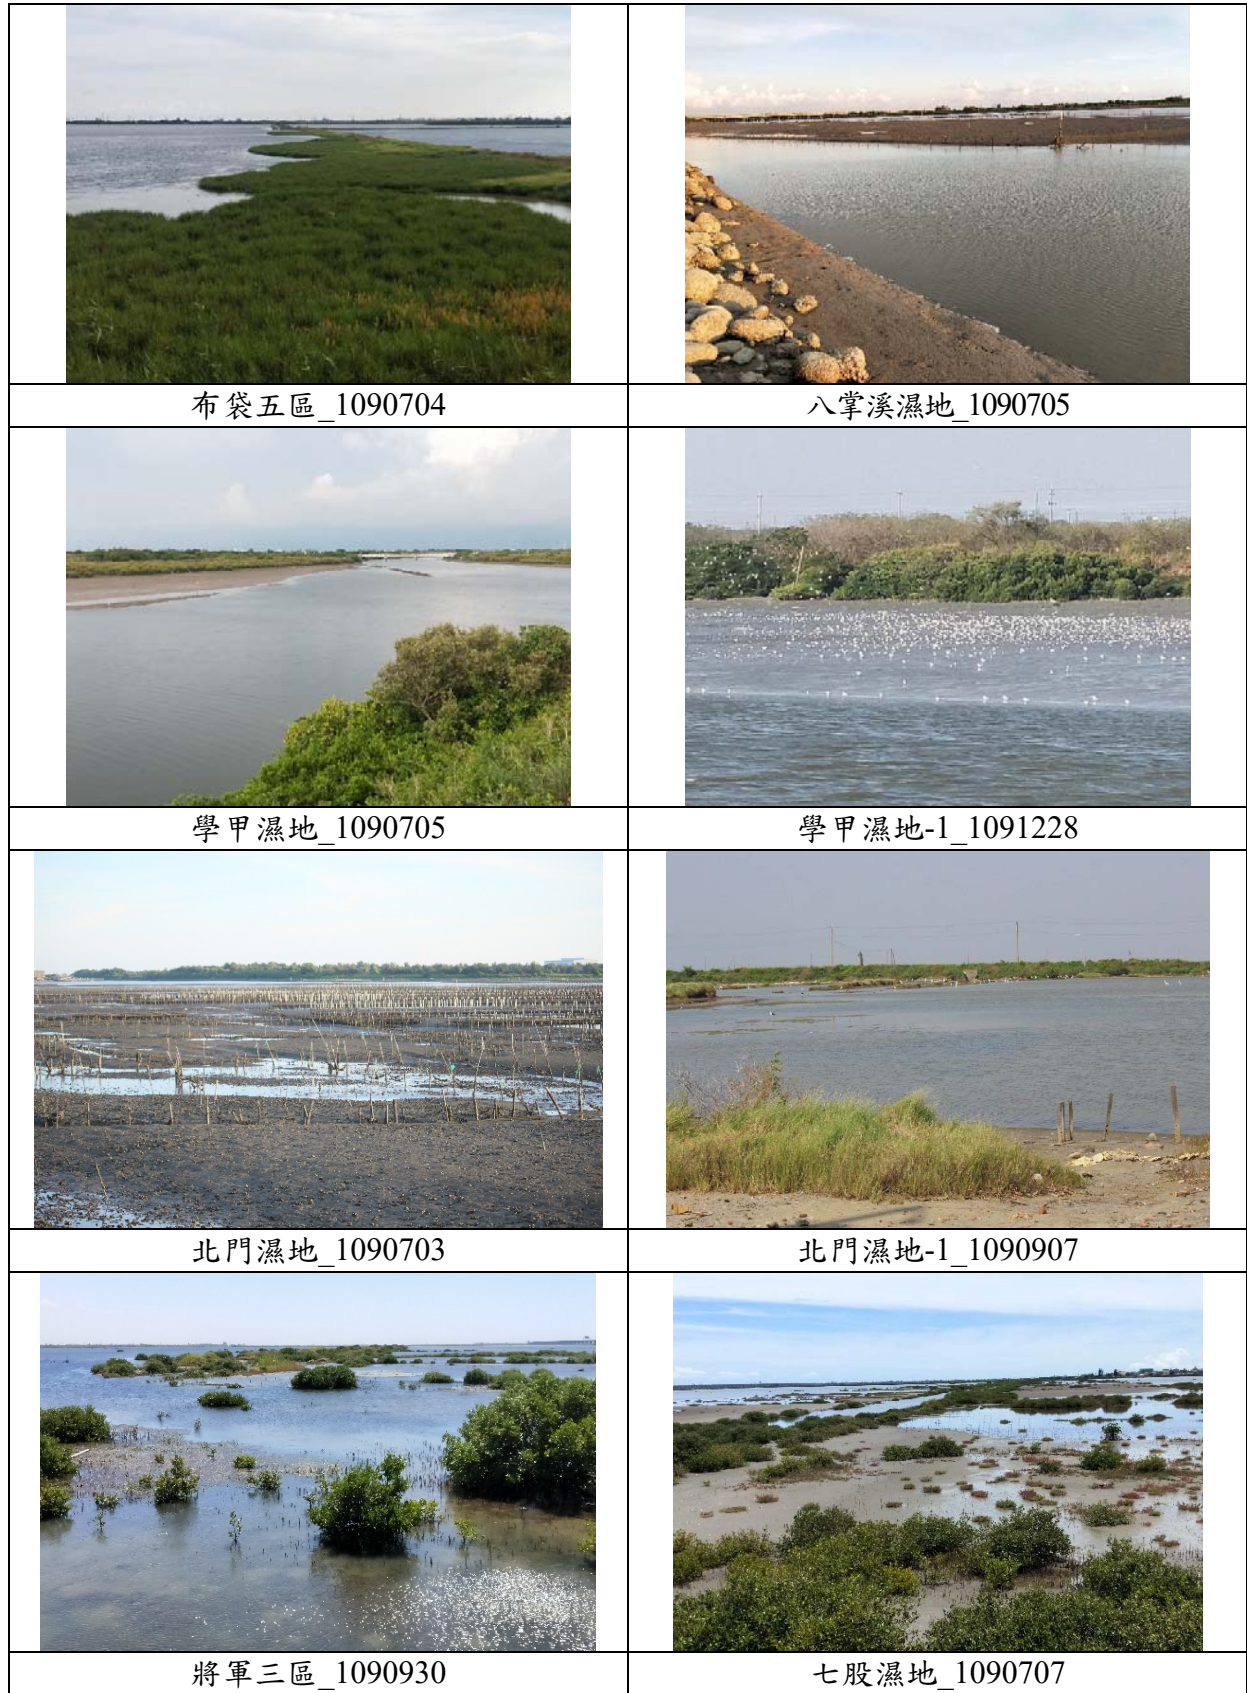 布袋五區_1090704
八掌溪濕地_1090705
學甲濕地_1090705
學甲濕地-1_1091228
北門濕地_1090703
北門濕地-1_1090907
將軍三區_1090930
七股濕地_1090707